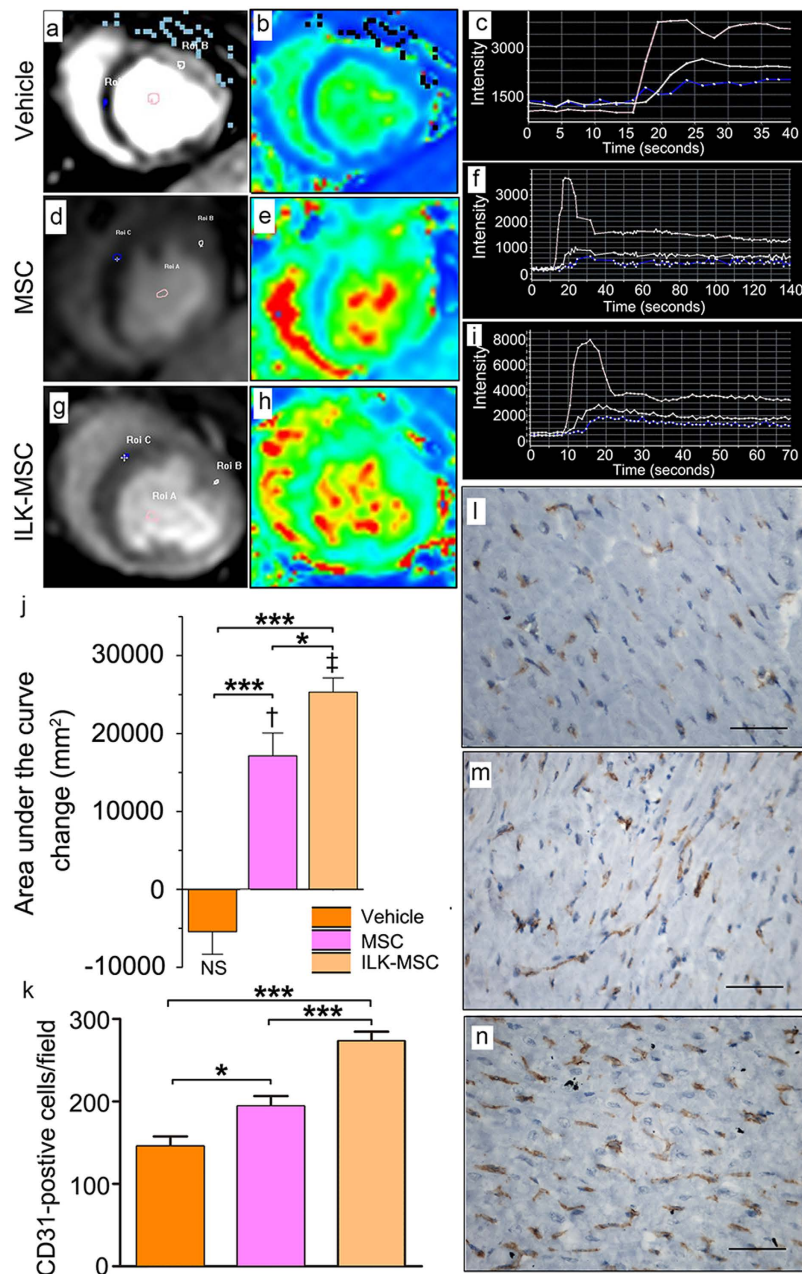 a
Roi B
Roi
b
c
Vehicle
Intensity
3000
1500
0 5 10 15 20 25 30 35 40
Time (seconds)
d
Roi B
Roi C
Roi A
e
f
MSC
Intensity
3000
2000
1000
0
0 20 40 60 80 100 120 140
Time (seconds)
g
Roi C
Roi B
Roi A
h
i
ILK-MSC
Intensity
8000
6000
4000
2000
0
0 10 20 30 40 50 60 70
Time (seconds)
j
Area under the curve
change (mm²)
30000
20000
10000
0
-10000
***
***
*
†
‡
NS
Vehicle
MSC
ILK-MSC
k
CD31-postive cells/field
300
200
100
0
***
***
*
l
m
n